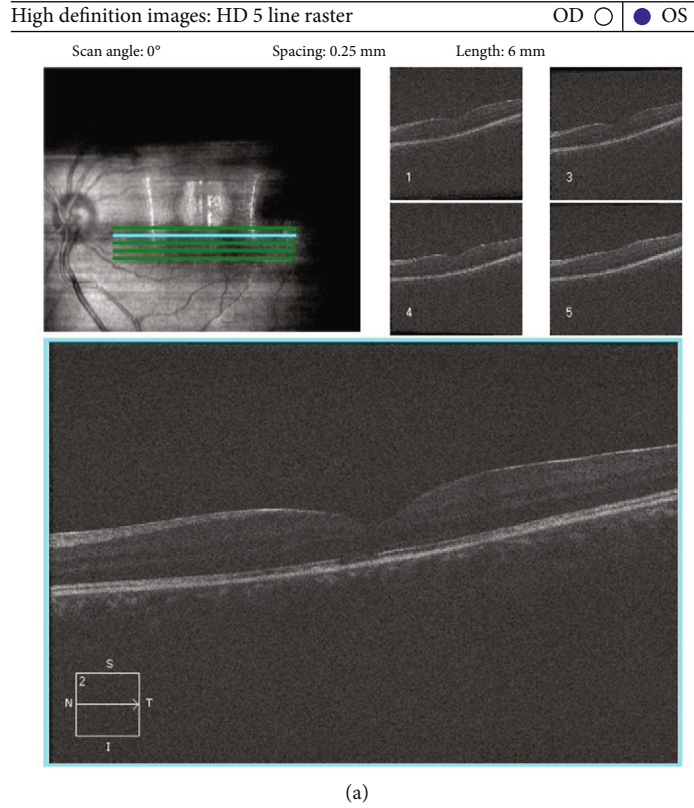 High definition images: HD 5 line raster OD OS
Scan angle: 0° Spacing: 0.25 mm Length: 6 mm
1 3
4 5
S
2
N T
I
(a)